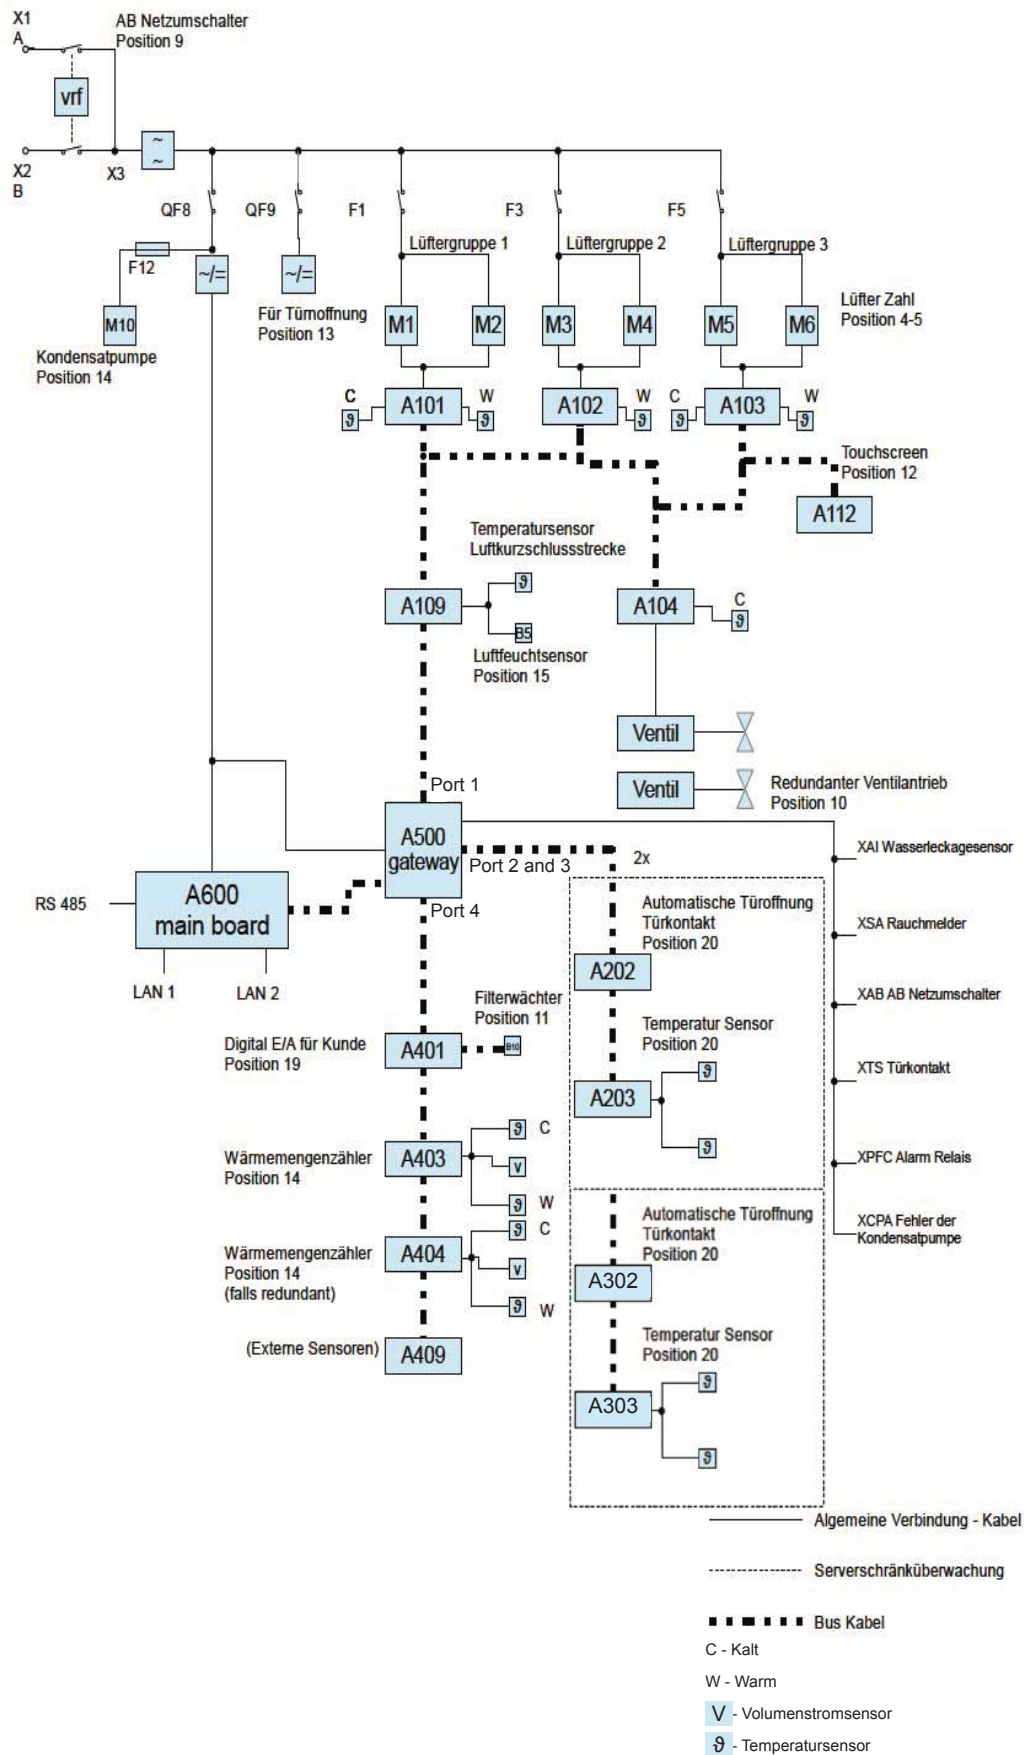 X1
A
AB Netzumschalter
Position 9
vrf
~
~
X2
B
X3
QF8
QF9
F1
F3
F5
F12
~/=
~/=
Lüftergruppe 1
Lüftergruppe 2
Lüftergruppe 3
M10
Für Türnoffnung
Position 13
M1
M2
M3
M4
M5
M6
Lüfter Zahl
Position 4-5
Kondensatpumpe
Position 14
C
ϑ
A101
W
ϑ
A102
W
ϑ
C
ϑ
A103
W
ϑ
Touchscreen
Position 12
A112
Temperatursensor
Luftkurzschlussstrecke
ϑ
A109
B5
Luftfeuchtsensor
Position 15
A104
C
ϑ
Ventil
Ventil
Redundanter Ventilantrieb
Position 10
Port 1
A500
gateway
Port 2 and 3
Port 4
2x
RS 485
A600
main board
LAN 1
LAN 2
XAI Wasserleckagesensor
XSA Rauchmelder
XAB AB Netzumschalter
XTS Türkontakt
XPFC Alarm Relais
XCPA Fehler der
Kondensatpumpe
Automatische Türoffnung
Türkontakt
Position 20
A202
Temperatur Sensor
Position 20
ϑ
A203
ϑ
Filterwächter
Position 11
Digital E/A für Kunde
Position 19
A401
B10
Wärmemengenzähler
Position 14
A403
ϑ C
V
ϑ W
Wärmemengenzähler
Position 14
(falls redundant)
A404
ϑ C
V
ϑ W
(Externe Sensoren)
A409
Automatische Türoffnung
Türkontakt
Position 20
A302
Temperatur Sensor
Position 20
ϑ
A303
ϑ
Algemeine Verbindung - Kabel
Serverschränküberwachung
Bus Kabel
C - Kalt
W - Warm
V - Volumenstromsensor
ϑ - Temperatursensor